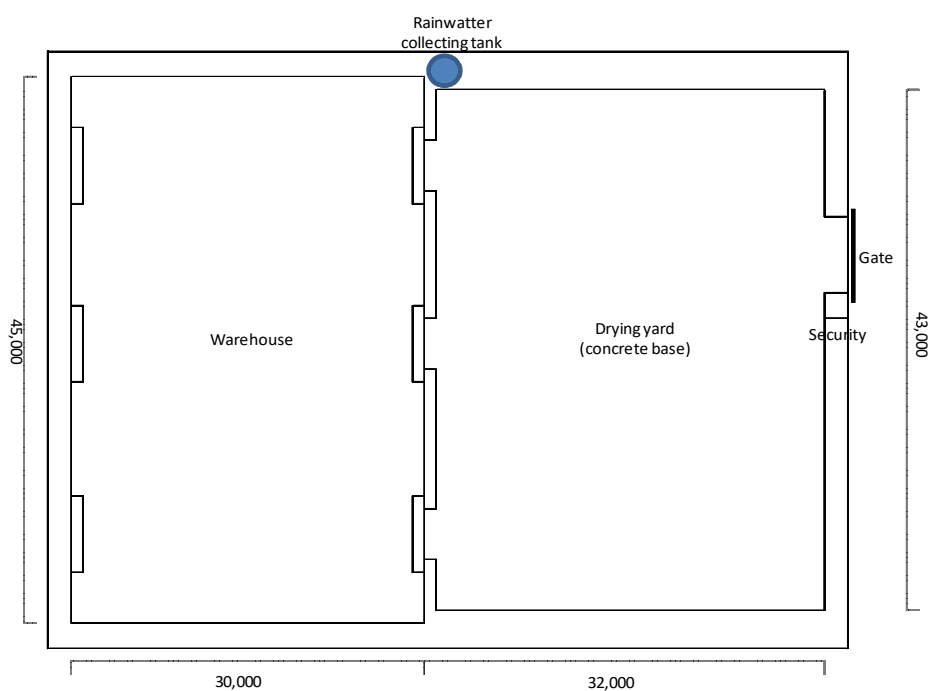 Rainwatter
collecting tank
Gate
Security
Drying yard
(concrete base)
Warehouse
45,000
43,000
30,000
32,000